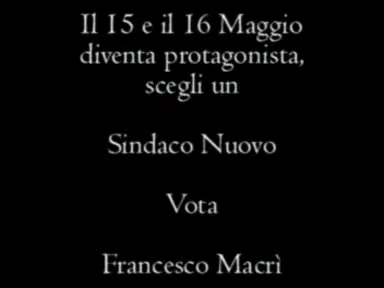 Il 15 e il 16 Maggio
diventa protagonista,
scegli un
Sindaco Nuovo
Vota
Francesco Macrì